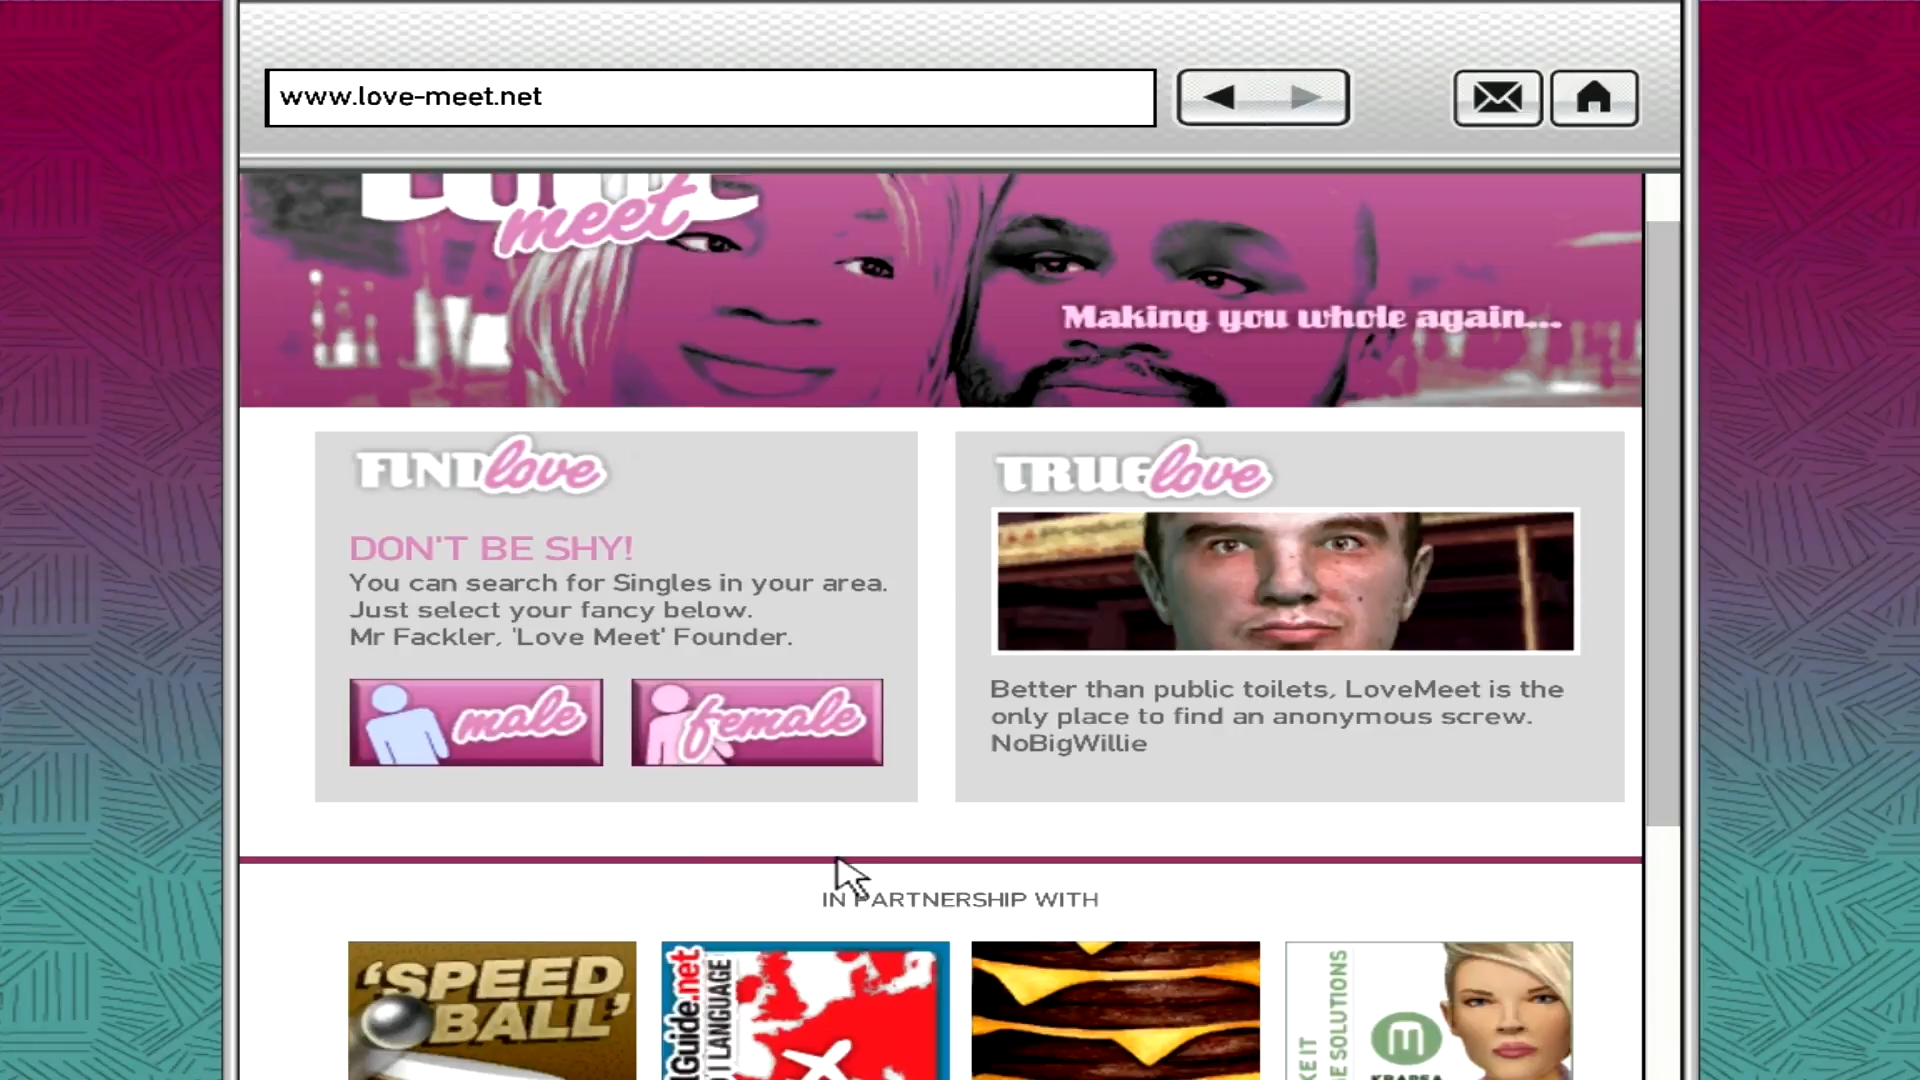 www.love-meet.net
meet
Making you whole again...
FIND love
TRUE love
DON'T BE SHY!
You can search for Singles in your area.
Just select your fancy below.
Mr Fackler, 'Love Meet' Founder.
male
female
Better than public toilets, LoveMeet is the
only place to find an anonymous screw.
NoBigWillie
IN PARTNERSHIP WITH
'SPEED
BALL'
Guide.net
LANGUAGE
SOLUTIONS